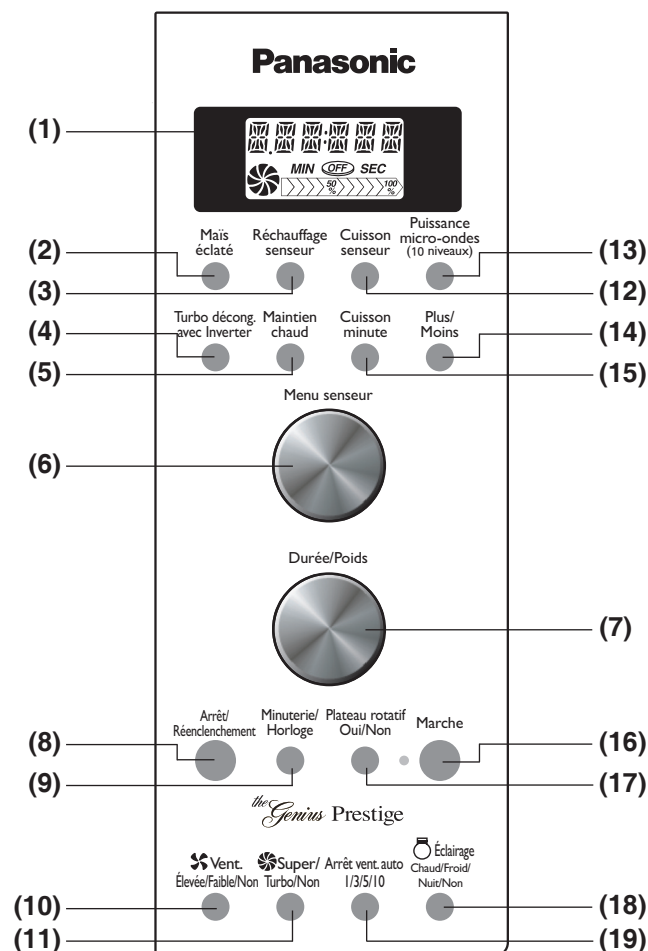 Panasonic
(1)
MIN OFF SEC
50 % 100 %
Maïs éclaté
Réchauffage senseur
Cuisson senseur
Puissance micro-ondes (10 niveaux)
(2)
(3)
(13)
(12)
Turbo décong. avec Inverter
Maintien chaud
Cuisson minute
Plus/ Moins
(4)
(5)
(14)
(15)
Menu senseur
(6)
Durée/Poids
(7)
Arrêt/ Réenclenchement
Minuterie/ Horloge
Plateau rotatif Oui/Non
Marche
(8)
(9)
(16)
(17)
the Genius Prestige
Vent. Élevée/Faible/Non
Super/ Turbo/Non
Arrêt vent. auto 1/3/5/10
Éclairage Chaud/Froid/ Nuit/Non
(10)
(11)
(18)
(19)